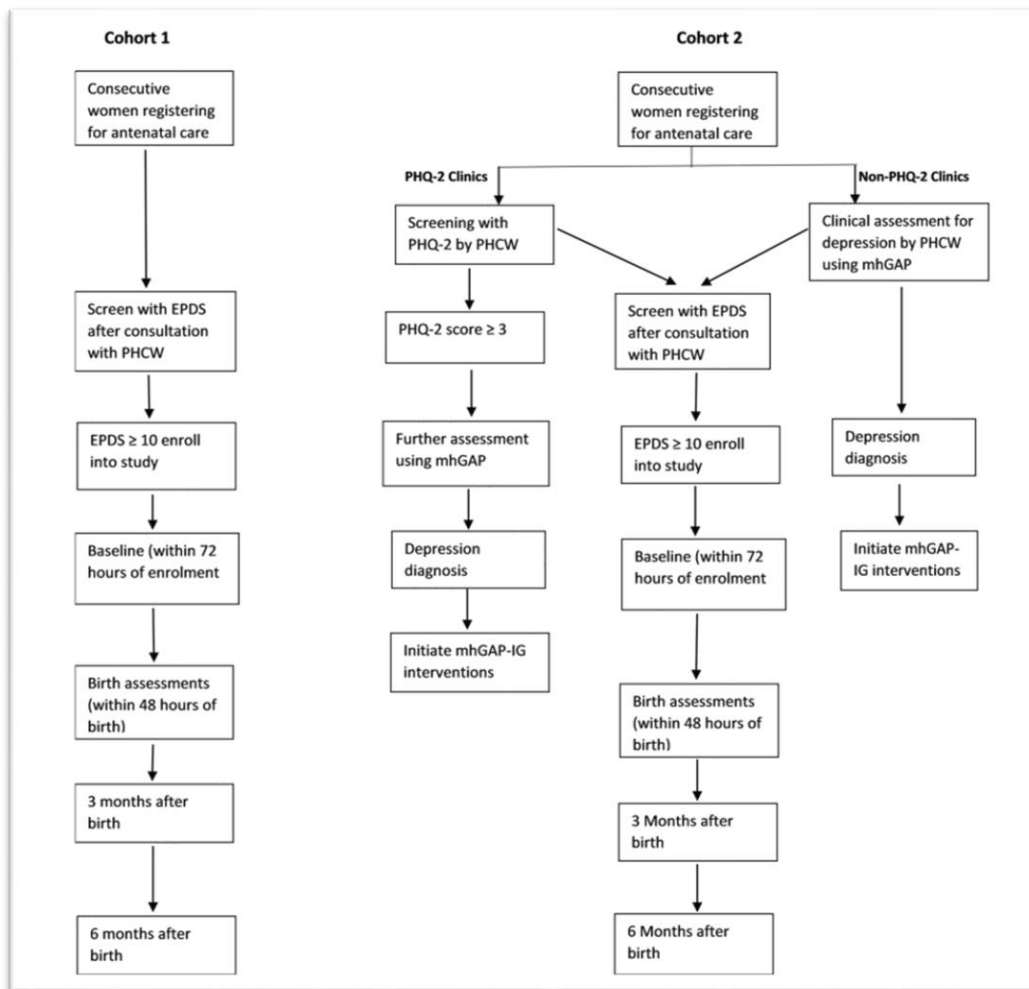 Cohort 1
Consecutive
women registering
for antenatal care
Screen with EPDS
after consultation
with PHCW
EPDS ≥ 10 enroll
into study
Baseline (within 72
hours of enrolment
Birth assessments
(within 48 hours of
birth)
3 months after
birth
6 months after
birth
Cohort 2
Consecutive
women registering
for antenatal care
PHQ-2 Clinics
Non-PHQ-2 Clinics
Screening with
PHQ-2 by PHCW
PHQ-2 score ≥ 3
Further assessment
using mhGAP
Depression
diagnosis
Initiate mhGAP-IG
interventions
Screen with EPDS
after consultation
with PHCW
EPDS ≥ 10 enroll
into study
Baseline (within 72
hours of enrolment
Birth assessments
(within 48 hours of
birth)
3 Months after
birth
6 Months after
birth
Clinical assessment for
depression by PHCW
using mhGAP
Depression
diagnosis
Initiate mhGAP-
IG interventions